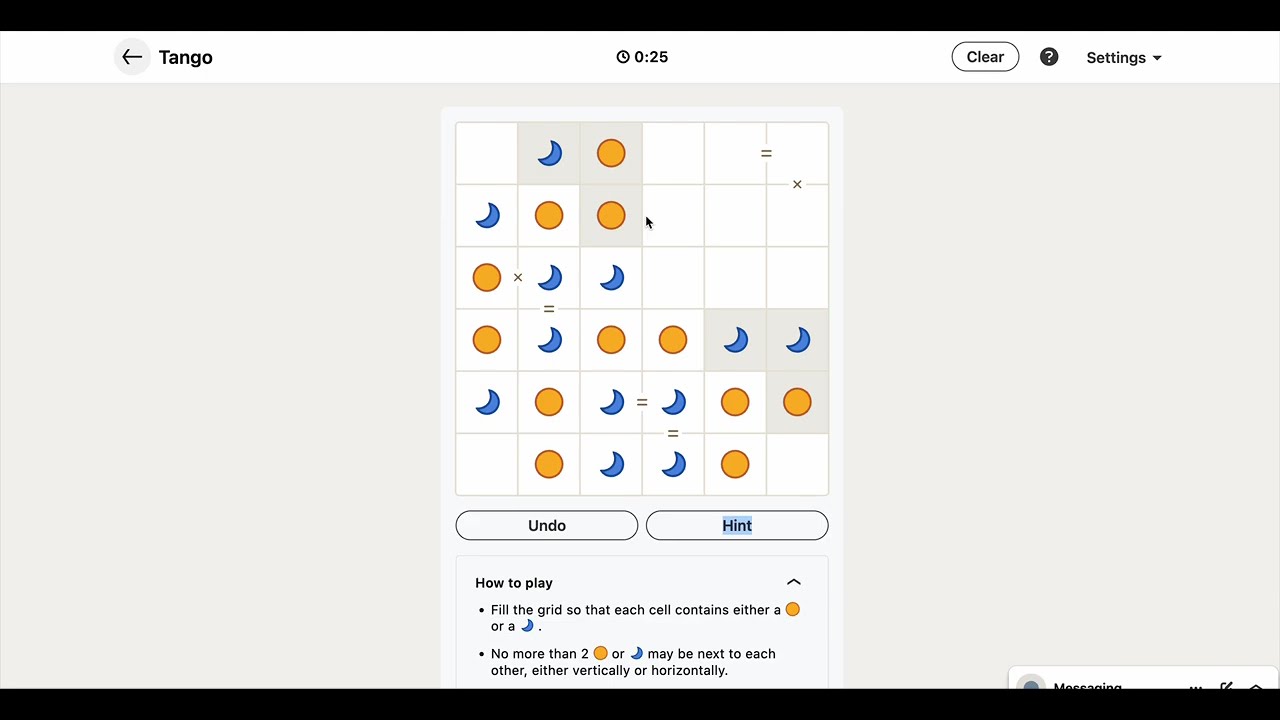 Tango
0:25
Clear
?
Settings
=
×
×
=
=
=
Undo
Hint
How to play
• Fill the grid so that each cell contains either a
or a .
• No more than 2 or may be next to each
other, either vertically or horizontally.
Messaging